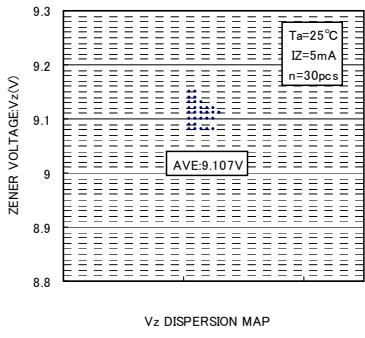 9.3
Ta=25°C
IZ=5mA
n=30pcs
9.2
9.1
AVE:9.107V
9
8.9
8.8
ZENER VOLTAGE:Vz(V)
Vz DISPERSION MAP